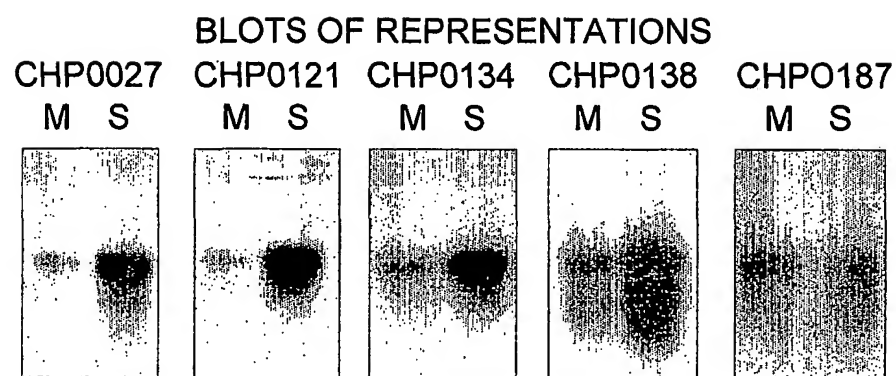 BLOTS OF REPRESENTATIONS
CHP0027 CHP0121 CHP0134 CHP0138 CHPO187
M S M S M S M S M S